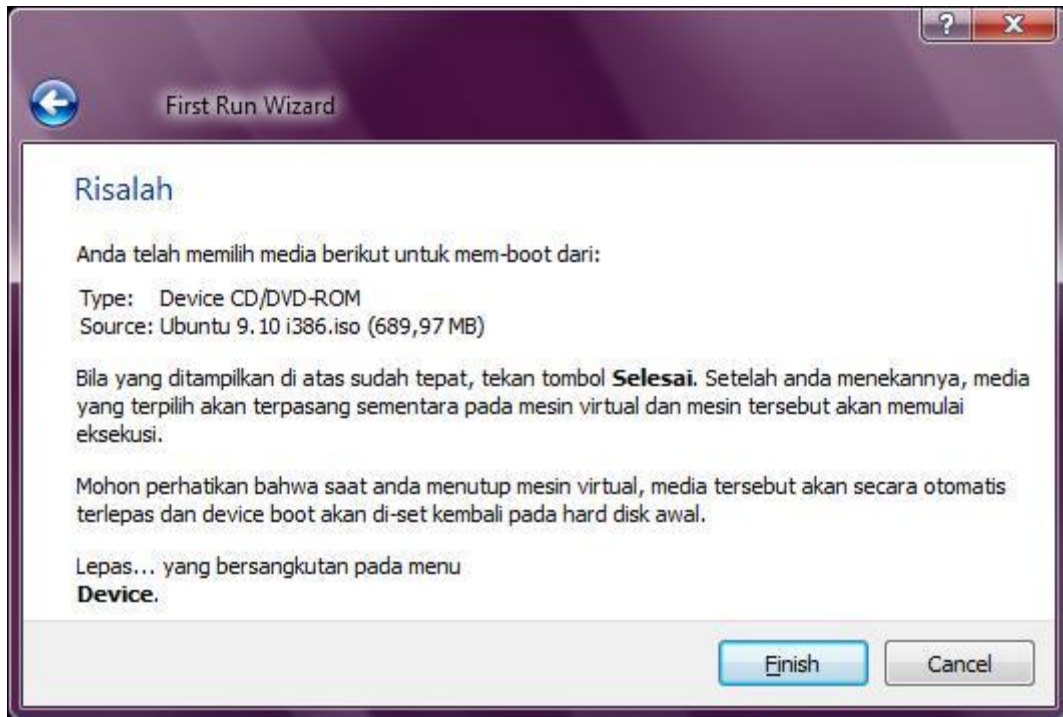 First Run Wizard
Risalah
Anda telah memilih media berikut untuk mem-boot dari:
Type: Device CD/DVD-ROM
Source: Ubuntu 9.10 i386.iso (689,97 MB)
Bila yang ditampilkan di atas sudah tepat, tekan tombol Selesai. Setelah anda menekannya, media
yang terpilih akan terpasang sementara pada mesin virtual dan mesin tersebut akan memulai
eksekusi.
Mohon perhatikan bahwa saat anda menutup mesin virtual, media tersebut akan secara otomatis
terlepas dan device boot akan di-set kembali pada hard disk awal.
Lepas... yang bersangkutan pada menu
Device.
Finish Cancel